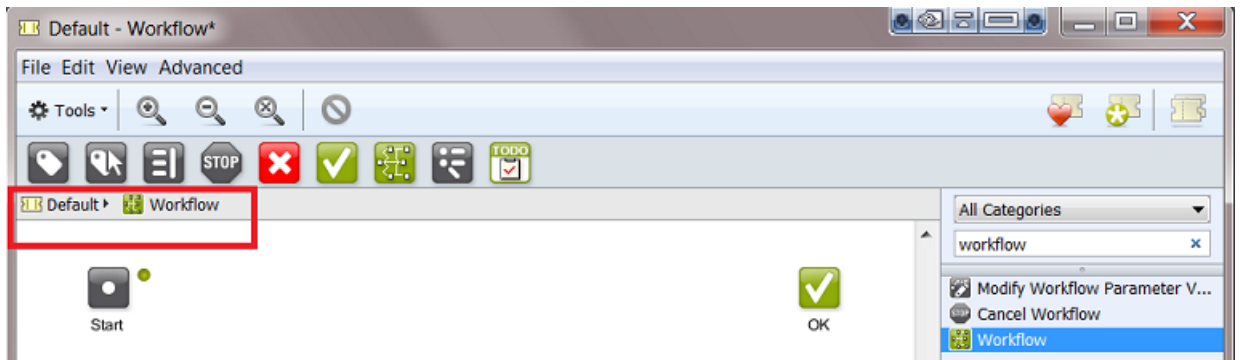 Default - Workflow*
File Edit View Advanced
Tools
STOP
TODO
Default Workflow
All Categories
workflow
Modify Workflow Parameter V...
STOP Cancel Workflow
Workflow
Start
OK